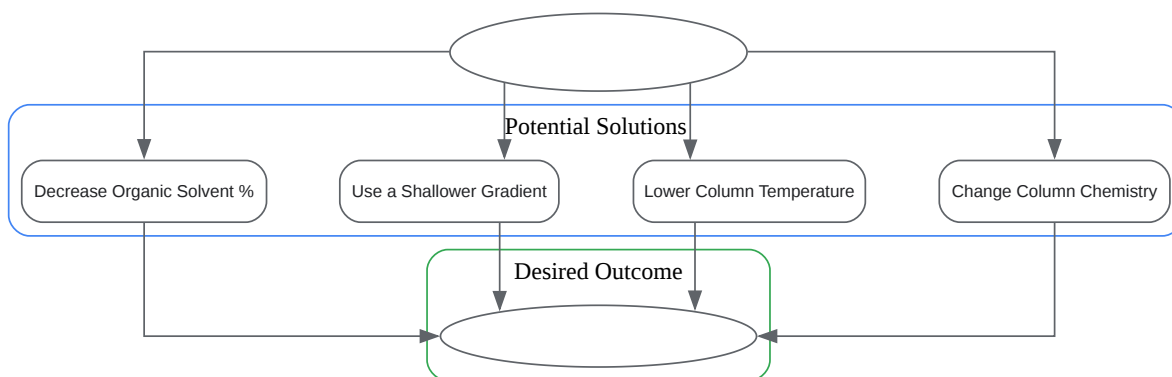 Potential Solutions
Decrease Organic Solvent %
Use a Shallower Gradient
Lower Column Temperature
Change Column Chemistry
Desired Outcome